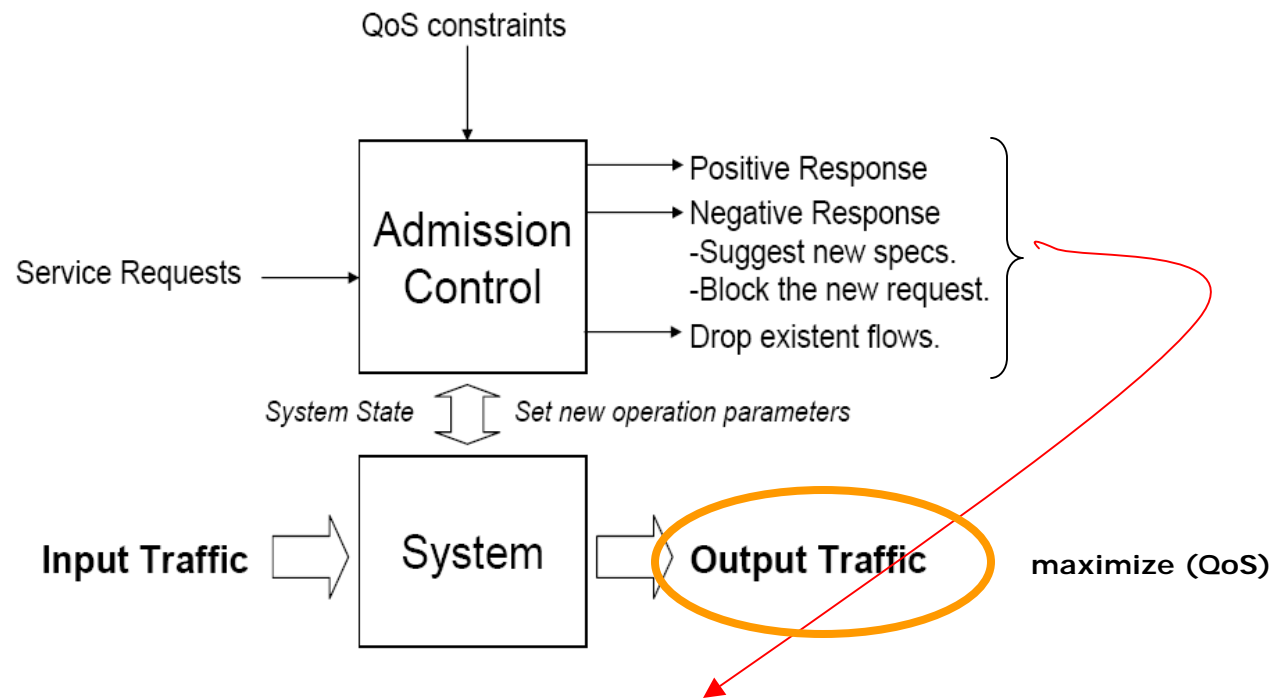 QoS constraints
Service Requests
Admission
Control
Positive Response
Negative Response
-Suggest new specs.
-Block the new request.
Drop existent flows.
System State
Set new operation parameters
Input Traffic
System
Output Traffic
maximize (QoS)